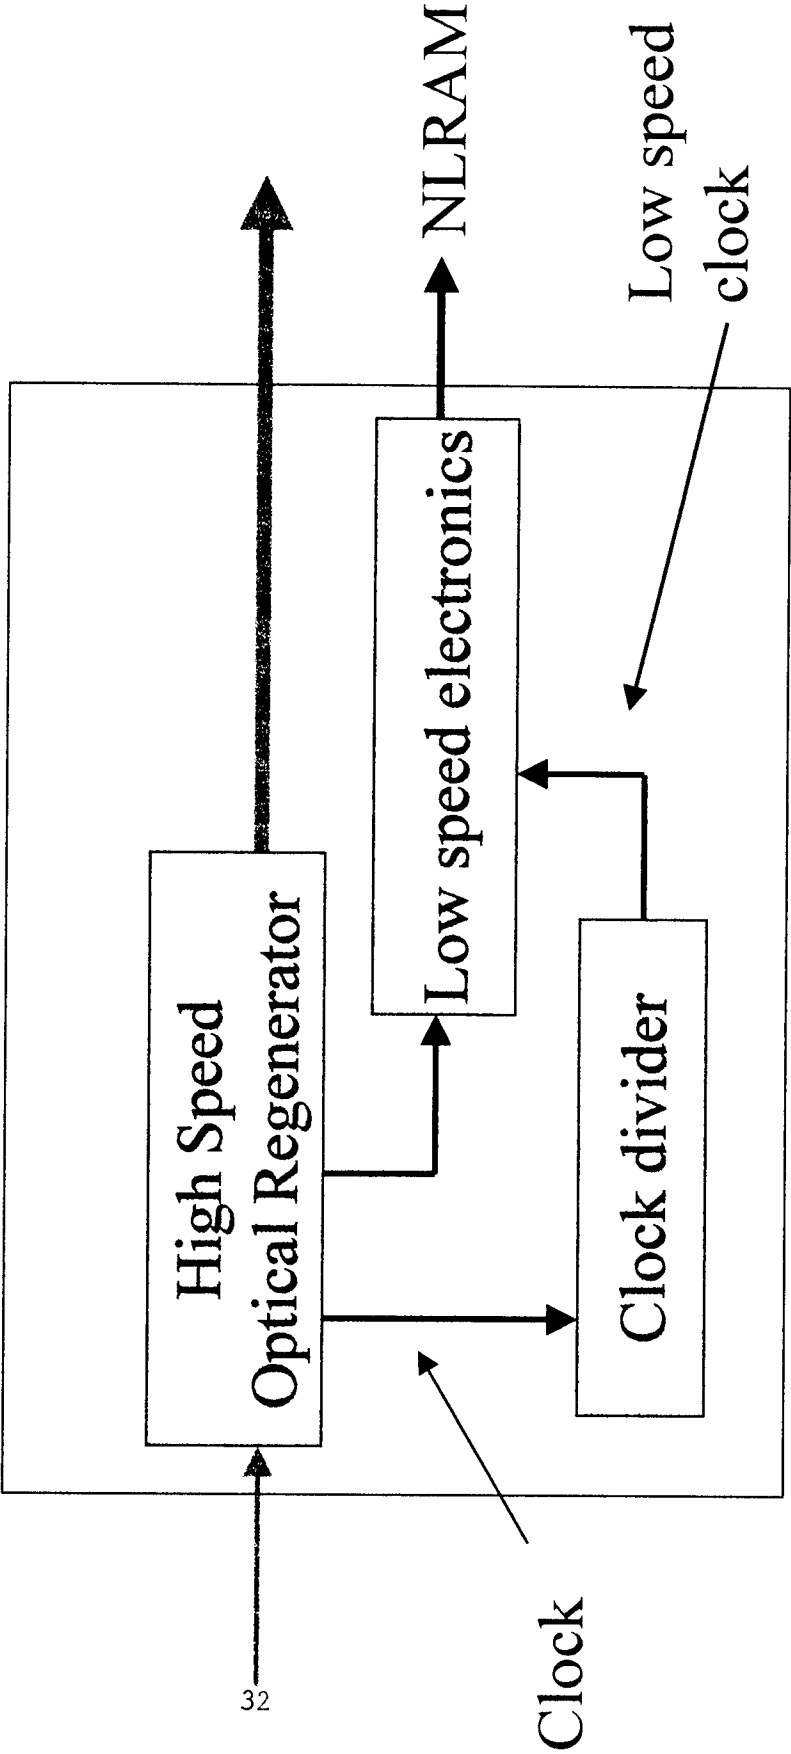 32
High Speed
Optical Regenerator
Low speed electronics
NLRAM
Clock divider
Clock
Low speed
clock